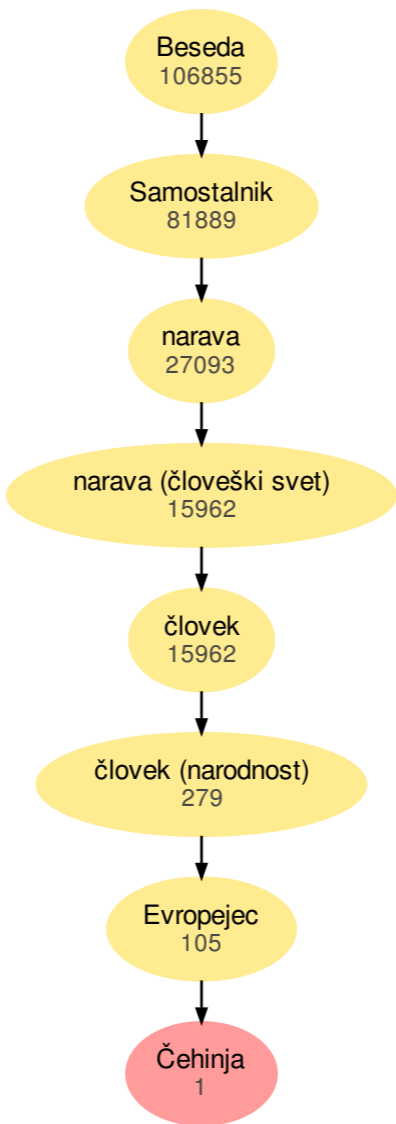 Beseda
106855
Samostalnik
81889
narava
27093
narava (človeški svet)
15962
človek
15962
človek (narodnost)
279
Evropejec
105
Čehinja
1